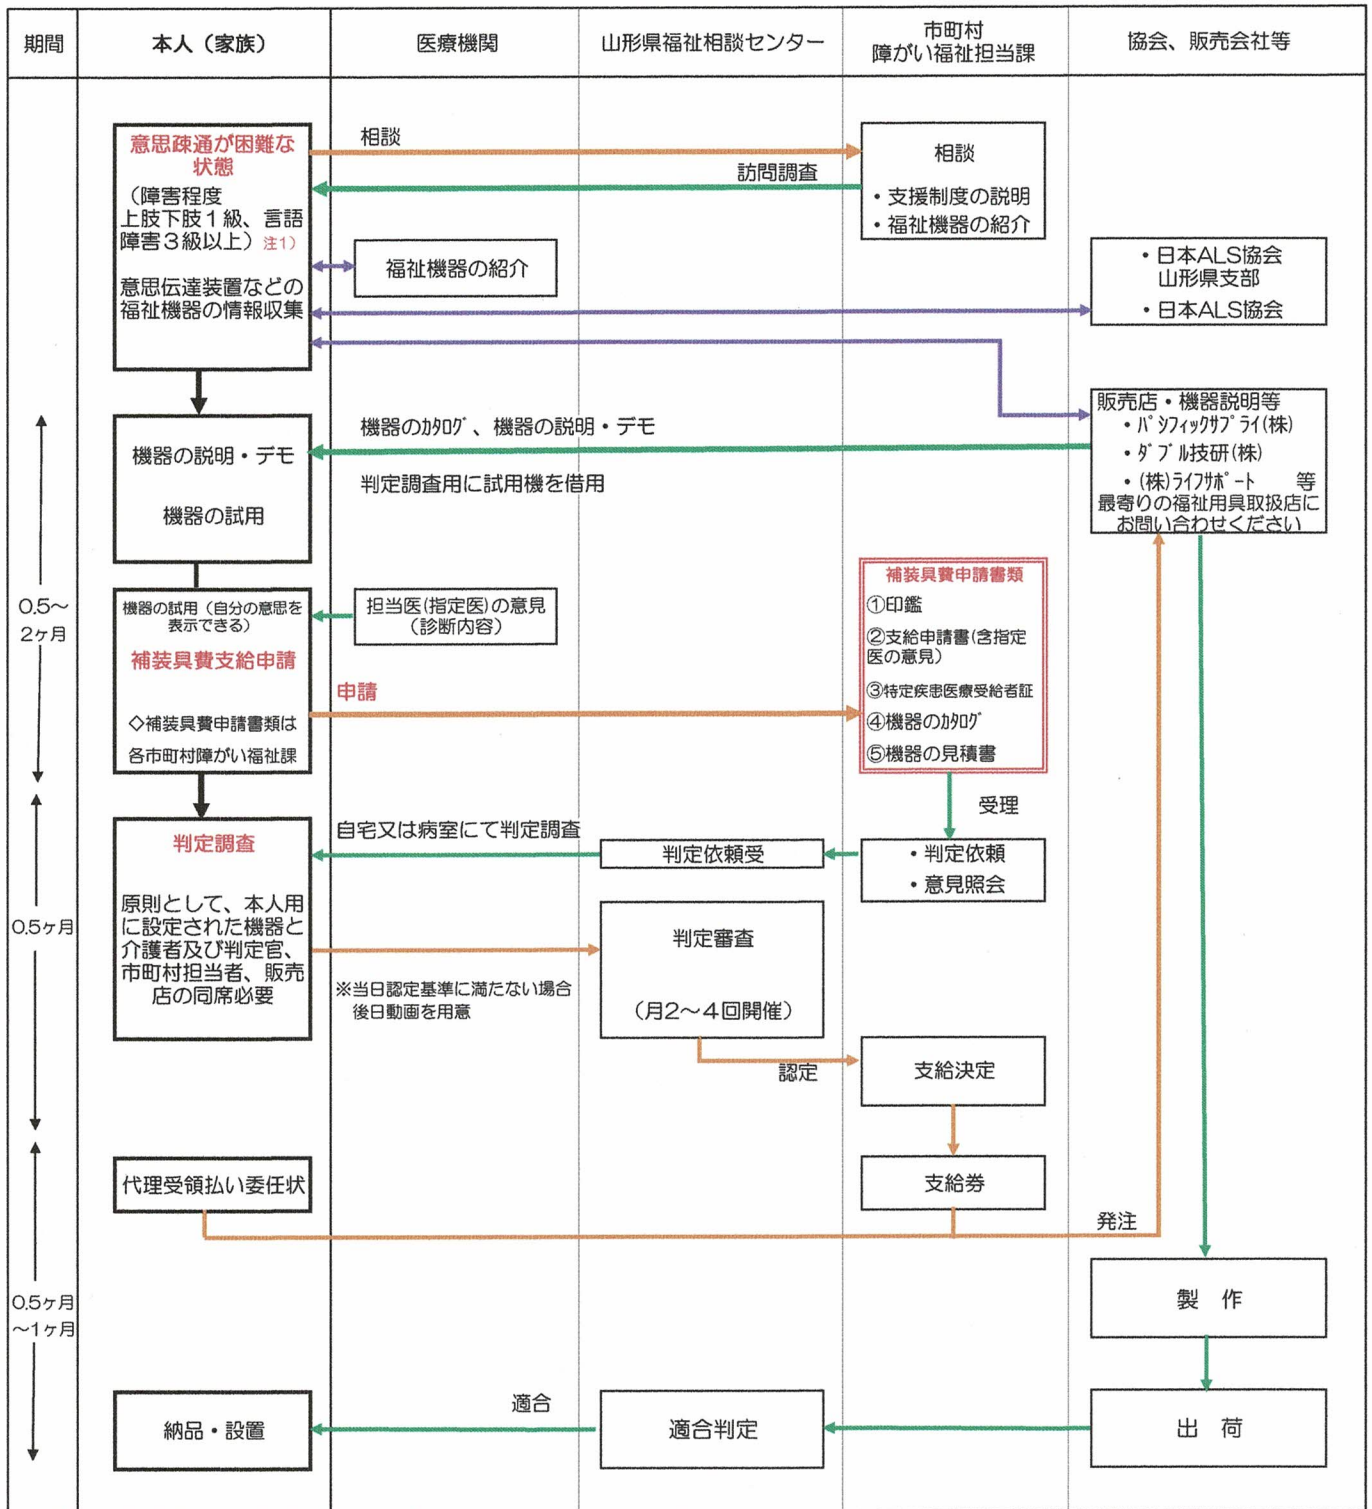 期間
本人（家族）
医療機関
山形県福祉相談センター
市町村
障がい福祉担当課
協会、販売会社等
意思疎通が困難な
状態
（障害程度
上肢下肢１級、言語
障害３級以上）注1）
意思伝達装置などの
福祉機器の情報収集
相談
訪問調査
相談
・支援制度の説明
・福祉機器の紹介
福祉機器の紹介
・日本ALS協会
山形県支部
・日本ALS協会
機器の説明・デモ
機器の試用
機器のｶﾀﾛｸﾞ、機器の説明・デモ
判定調査用に試用機を借用
販売店・機器説明等
・ﾊﾟｼﾌｨｯｸｻﾌﾟﾗｲ(株)
・ﾀﾞﾌﾞﾙ技研(株)
・(株)ﾗｲﾌｻﾎﾟｰﾄ　等
最寄りの福祉用具取扱店に
お問い合わせください
0.5～
2ヶ月
機器の試用（自分の意思を
表示できる）
補装具費支給申請
◇補装具費申請書類は
各市町村障がい福祉課
担当医(指定医)の意見
（診断内容）
申請
補装具費申請書類
①印鑑
②支給申請書(含指定
医の意見）
③特定疾患医療受給者証
④機器のｶﾀﾛｸﾞ
⑤機器の見積書
受理
0.5ヶ月
判定調査
原則として、本人用
に設定された機器と
介護者及び判定官、
市町村担当者、販売
店の同席必要
自宅又は病室にて判定調査
判定依頼受
・判定依頼
・意見照会
※当日認定基準に満たない場合
後日動画を用意
判定審査
（月2～４回開催）
認定
支給決定
代理受領払い委任状
支給券
発注
0.5ヶ月
～1ヶ月
製　作
納品・設置
適合
適合判定
出　荷